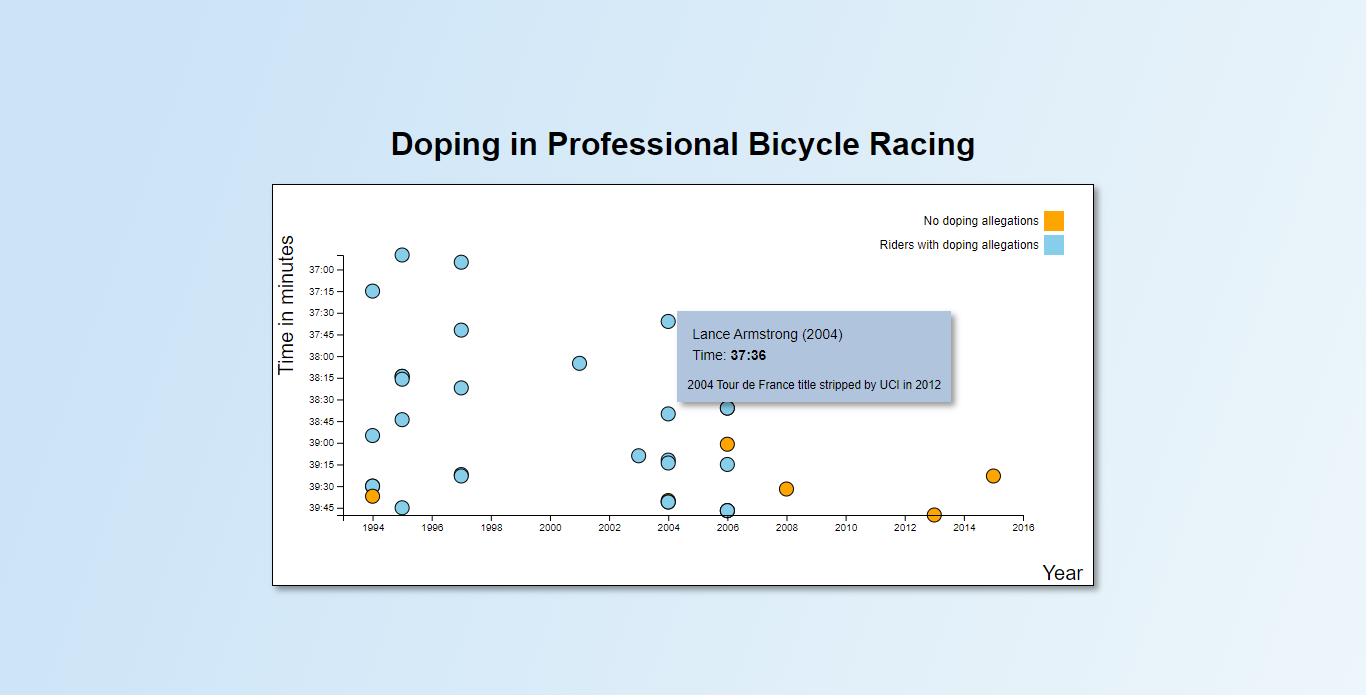 Doping in Professional Bicycle Racing
No doping allegations
Riders with doping allegations
Time in minutes
37:00
37:15
37:30
37:45
38:00
38:15
38:30
38:45
39:00
39:15
39:30
39:45
Lance Armstrong (2004)
Time: 37:36
2004 Tour de France title stripped by UCI in 2012
1994 1996 1998 2000 2002 2004 2006 2008 2010 2012 2014 2016
Year